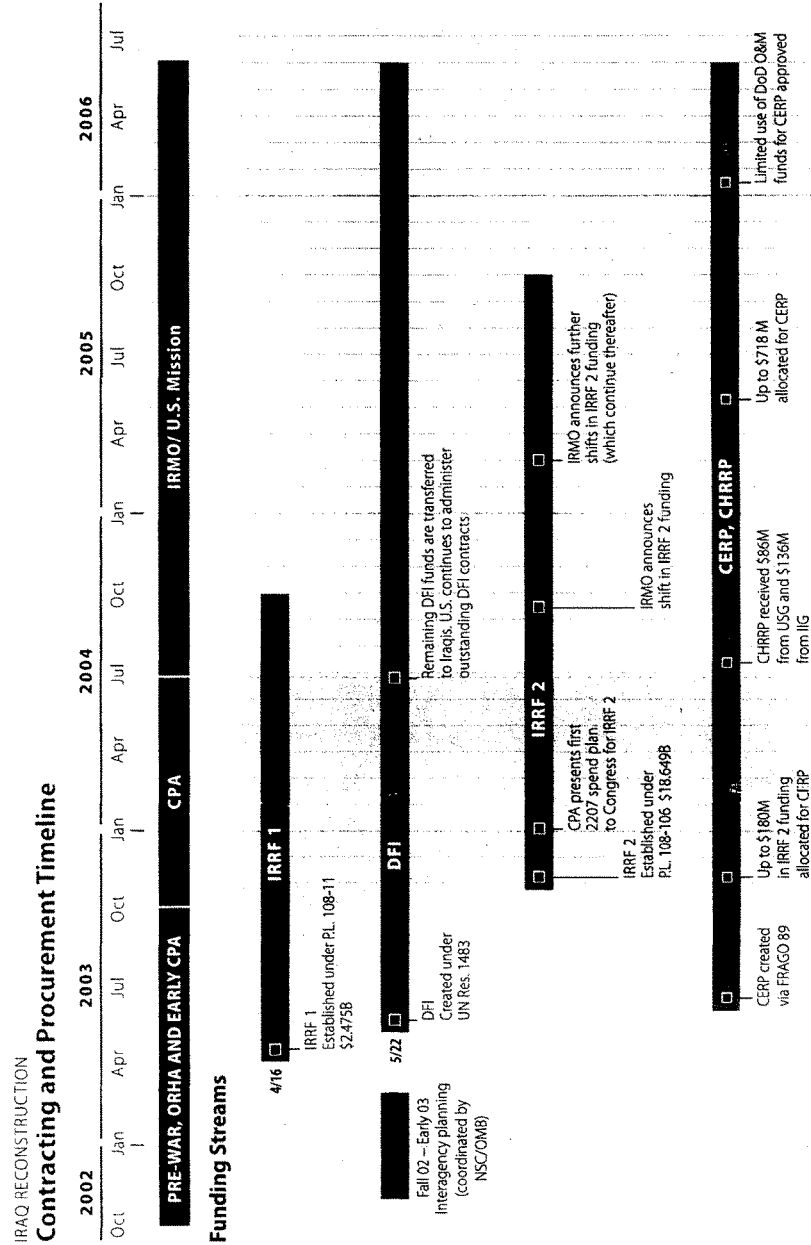 IRAQ RECONSTRUCTION
Contracting and Procurement Timeline
2002 2003 2004 2005 2006
Oct Jan Apr Jul Oct Jan Apr Jul Oct Jan Apr Jul Oct Jan Apr Jul
PRE-WAR, ORHA AND EARLY CPA CPA IRMO/ U.S. Mission
Funding Streams
IRRF 1
4/16
IRRF 1
Established under P.L. 108-11
$2.475B
DFI
5/22
Fall 02 – Early 03
Interagency planning
(coordinated by
NSC/OMB)
DFI
Created under
UN Res. 1483
Remaining DFI funds are transferred
to Iraqis. U.S. continues to administer
outstanding DFI contracts
IRRF 2
CPA presents first
2207 spend plan
to Congress for IRRF 2
IRRF 2
Established under
P.L. 108-106 $18.649B
IRMO announces
shift in IRRF 2 funding
IRMO announces further
shifts in IRRF 2 funding
(which continue thereafter)
CERP, CHRRP
CERP created
via FRAGO 89
Up to $180M
in IRRF 2 funding
allocated for CERP
CHRRP received $86M
from USG and $136M
from IIG
Up to $718 M
allocated for CERP
Limited use of DoD O&M
funds for CERP approved